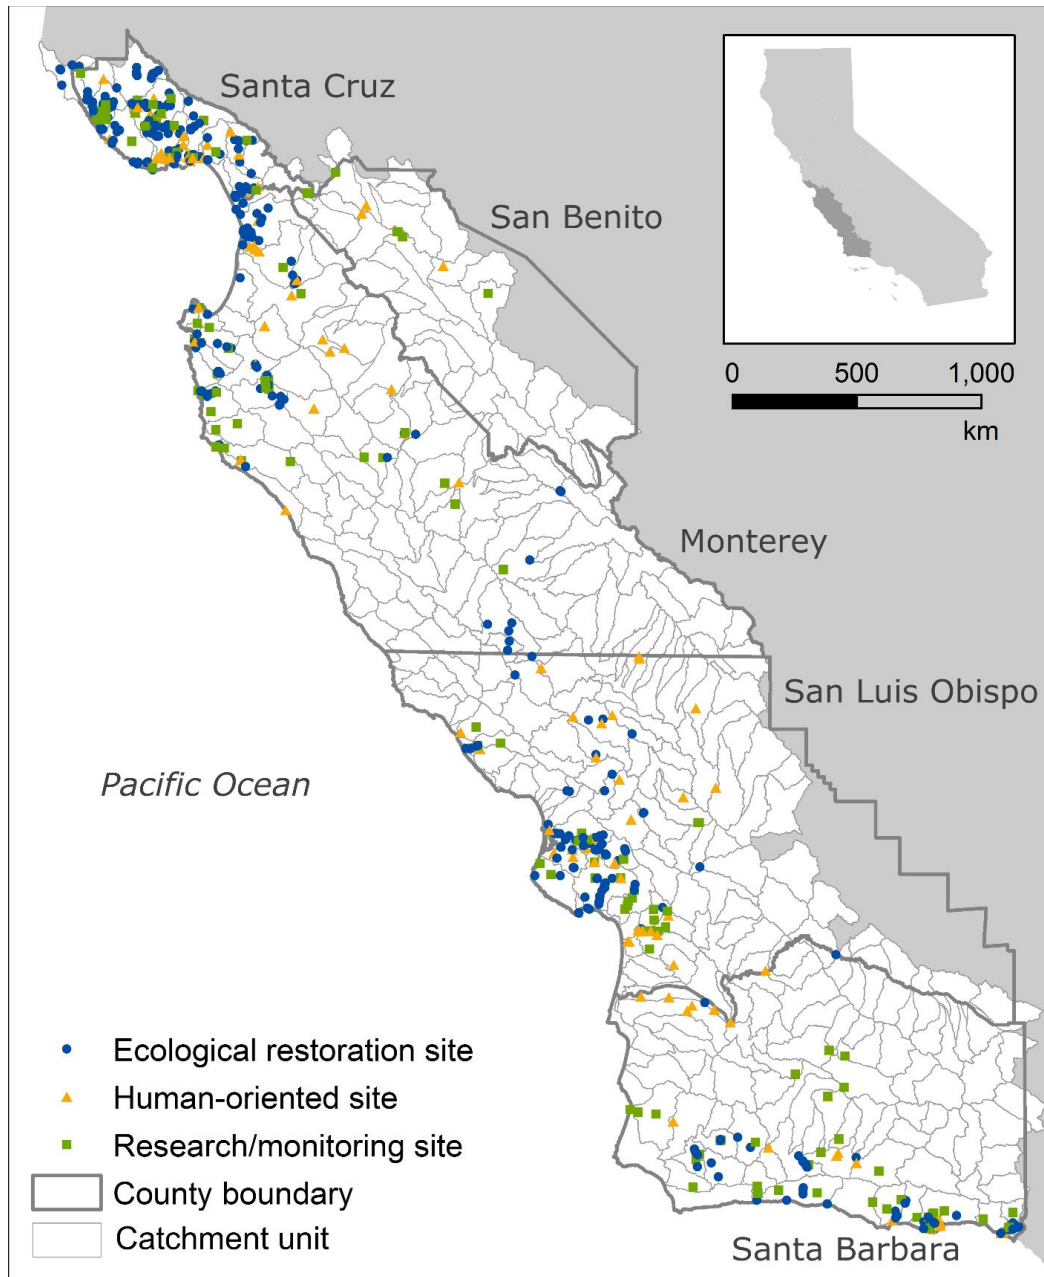 Santa Cruz
San Benito
0 500 1,000
km
Monterey
San Luis Obispo
Pacific Ocean
Ecological restoration site
Human-oriented site
Research/monitoring site
County boundary
Catchment unit
Santa Barbara